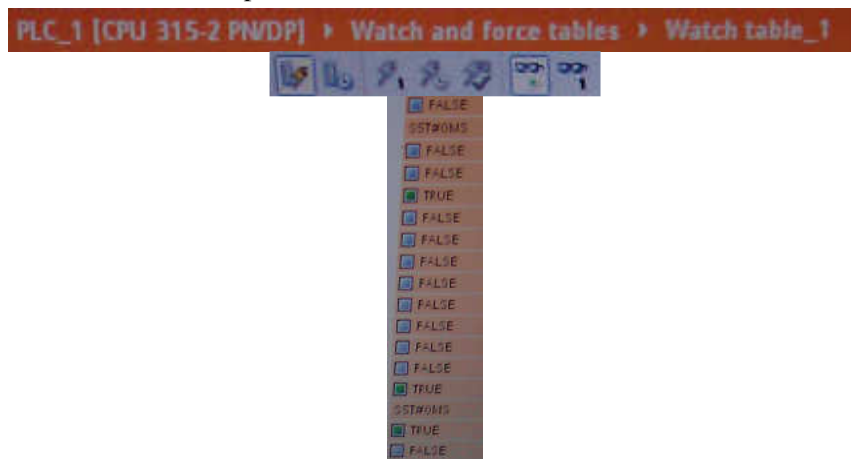 PLC_1 [CPU 315-2 PN/DP] ▸ Watch and force tables ▸ Watch table_1
FALSE
S5T#0MS
FALSE
FALSE
TRUE
FALSE
FALSE
FALSE
FALSE
FALSE
FALSE
FALSE
FALSE
TRUE
S5T#0MS
TRUE
FALSE